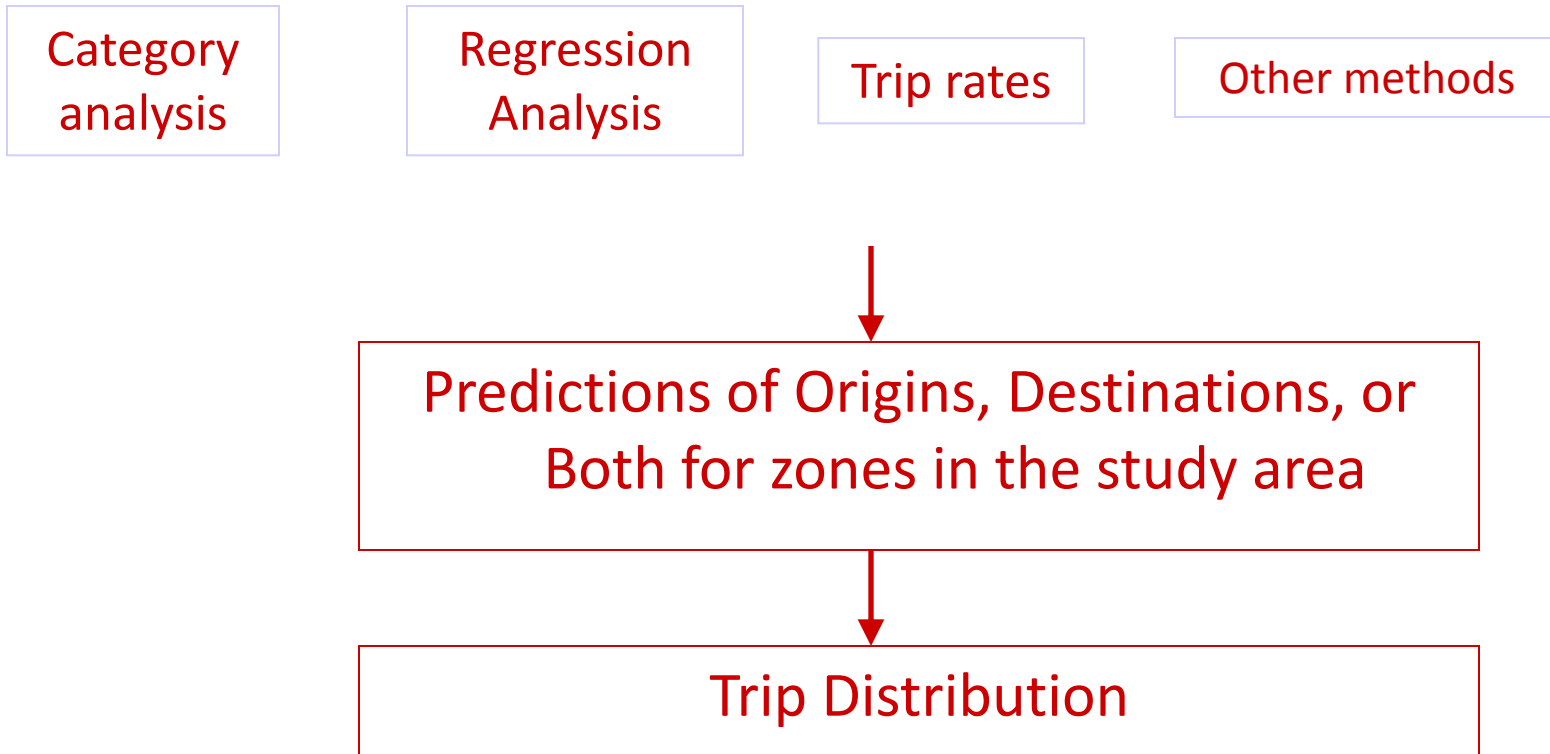 Category
analysis
Regression
Analysis
Trip rates
Other methods
Predictions of Origins, Destinations, or
Both for zones in the study area
Trip Distribution